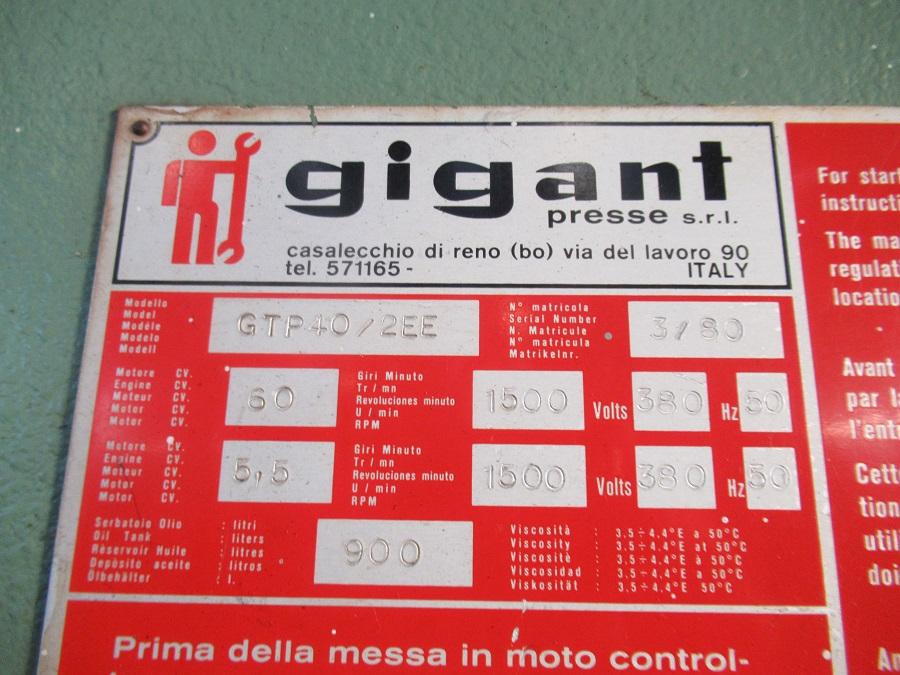 gigant
presse s.r.l.
casalecchio di reno (bo) via del lavoro 90
tel. 571165 - ITALY
Modello
Model
Modéle
Modelo
Modell
GTP40/2EE
N° matricola
Serial Number
N. Matricule
N° matricula
Matrikelnr.
3/80
Motore CV.
Engine CV.
Moteur CV.
Motor CV.
Motor CV.
60
Giri Minuto
Tr / mn
Revoluciones minuto
U / min
RPM
1500
Volts 380 Hz 50
Motore CV.
Engine CV.
Moteur CV.
Motor CV.
Motor CV.
5,5
Giri Minuto
Tr / mn
Revoluciones minuto
U / min
RPM
1500
Volts 380 Hz 50
Serbatoio Olio : litri
Oil Tank : liters
Réservoir Huile : litres
Depòsito aceite : litros
Ölbehälter : l.
900
Viscosità : 3.5÷4.4°E a 50°C
Viscosity : 3.5÷4.4°E at 50°C
Viscositè : 3.5÷4.4°E à 50°C
Viscosidad : 3.5÷4.4°E a 50°C
Viskosität : 3.5÷4.4°E 50°C
Prima della messa in moto control-
For start
instructi
The ma
regulat
locatio
Avant
par la
l'entr
Cette
tion
util
doi
An